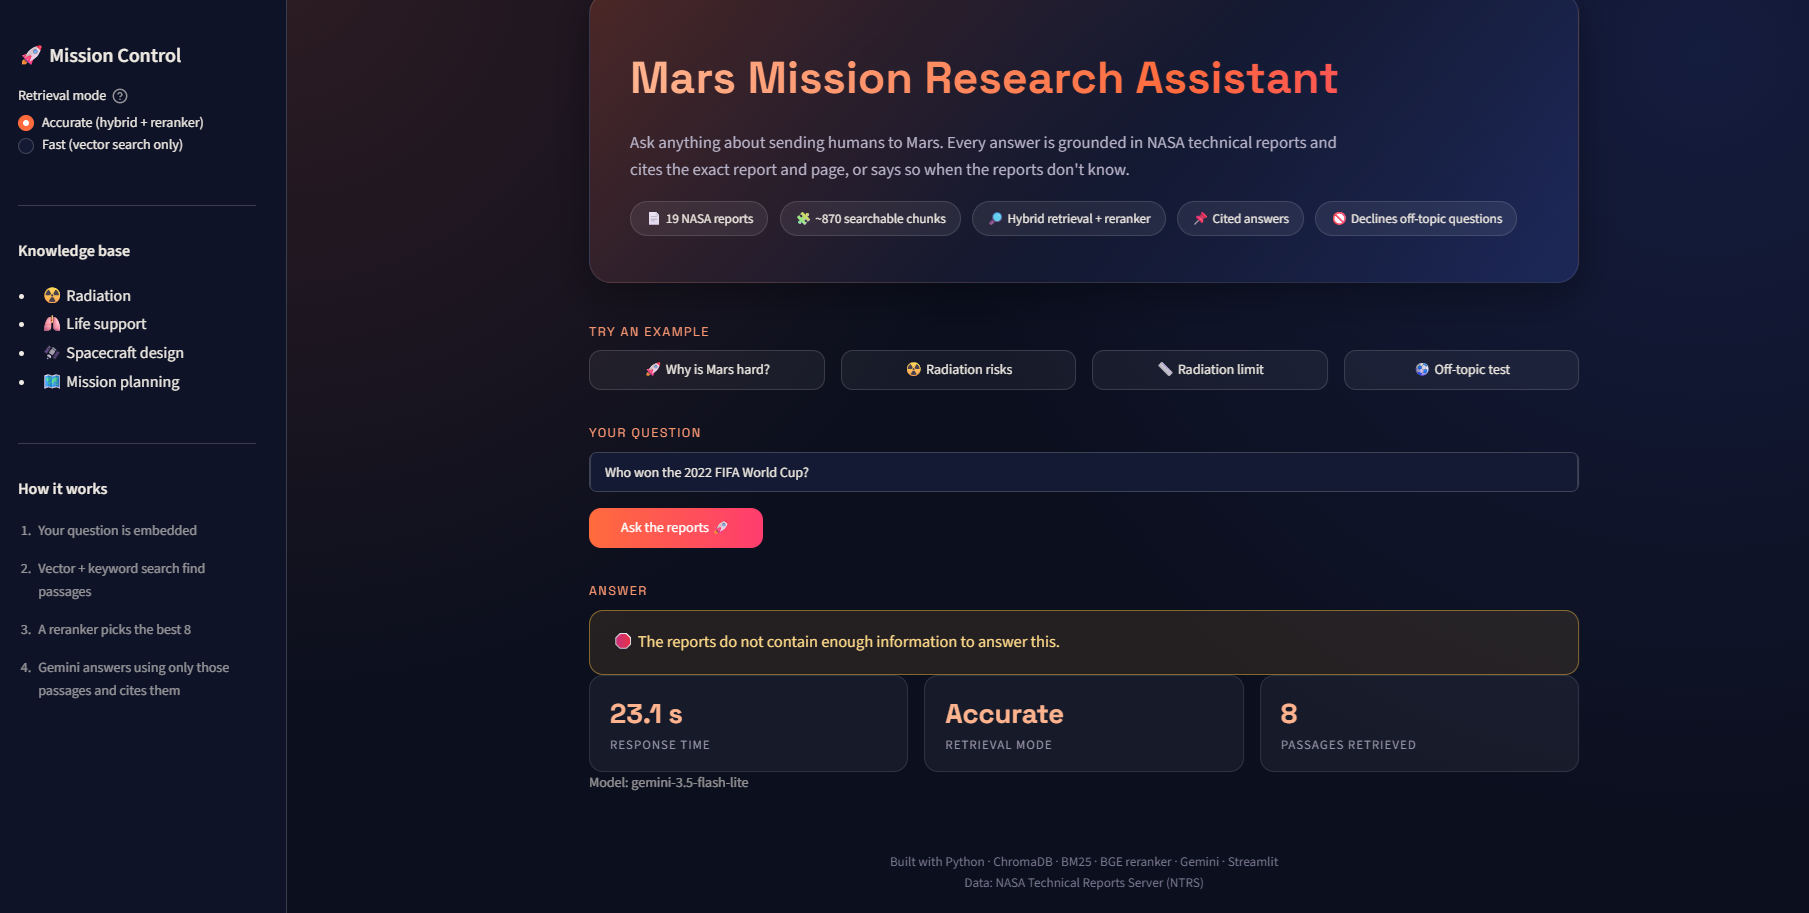 🚀 Mission Control
Retrieval mode ?
Accurate (hybrid + reranker)
Fast (vector search only)
Knowledge base
• ☢️ Radiation
• 🫁 Life support
• 🛰️ Spacecraft design
• 🗺️ Mission planning
How it works
1. Your question is embedded
2. Vector + keyword search find
passages
3. A reranker picks the best 8
4. Gemini answers using only those
passages and cites them
Mars Mission Research Assistant
Ask anything about sending humans to Mars. Every answer is grounded in NASA technical reports and
cites the exact report and page, or says so when the reports don't know.
📄 19 NASA reports
🧩 ~870 searchable chunks
🔎 Hybrid retrieval + reranker
📌 Cited answers
🚫 Declines off-topic questions
TRY AN EXAMPLE
🚀 Why is Mars hard?
☢️ Radiation risks
📏 Radiation limit
🌍 Off-topic test
YOUR QUESTION
Who won the 2022 FIFA World Cup?
Ask the reports 🚀
ANSWER
🛑 The reports do not contain enough information to answer this.
23.1 s
RESPONSE TIME
Accurate
RETRIEVAL MODE
8
PASSAGES RETRIEVED
Model: gemini-3.5-flash-lite
Built with Python · ChromaDB · BM25 · BGE reranker · Gemini · Streamlit
Data: NASA Technical Reports Server (NTRS)